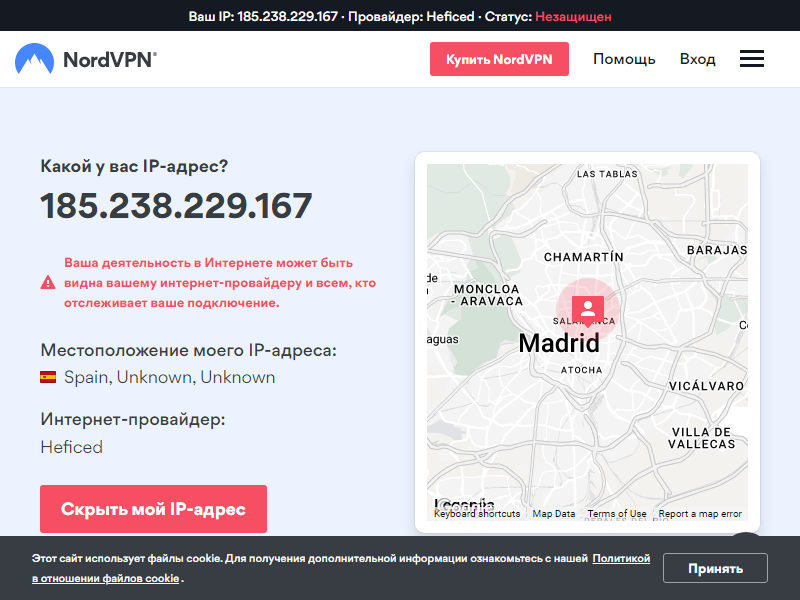 Ваш IP: 185.238.229.167 · Провайдер: Heficed · Статус: Незащищен
NordVPN®
Купить NordVPN
Помощь
Вход
Какой у вас IP-адрес?
185.238.229.167
Ваша деятельность в Интернете может быть
видна вашему интернет-провайдеру и всем, кто
отслеживает ваше подключение.
Местоположение моего IP-адреса:
Spain, Unknown, Unknown
Интернет-провайдер:
Heficed
Скрыть мой IP-адрес
LAS TABLAS
CHAMARTÍN
BARAJAS
de
MONCLOA
- ARAVACA
aguas
SALAMANCA
Madrid
ATOCHA
VICÁLVARO
VILLA DE
VALLECAS
Keyboard shortcuts
Map Data
Terms of Use
Report a map error
Этот сайт использует файлы cookie. Для получения дополнительной информации ознакомьтесь с нашей Политикой
в отношении файлов cookie .
Принять